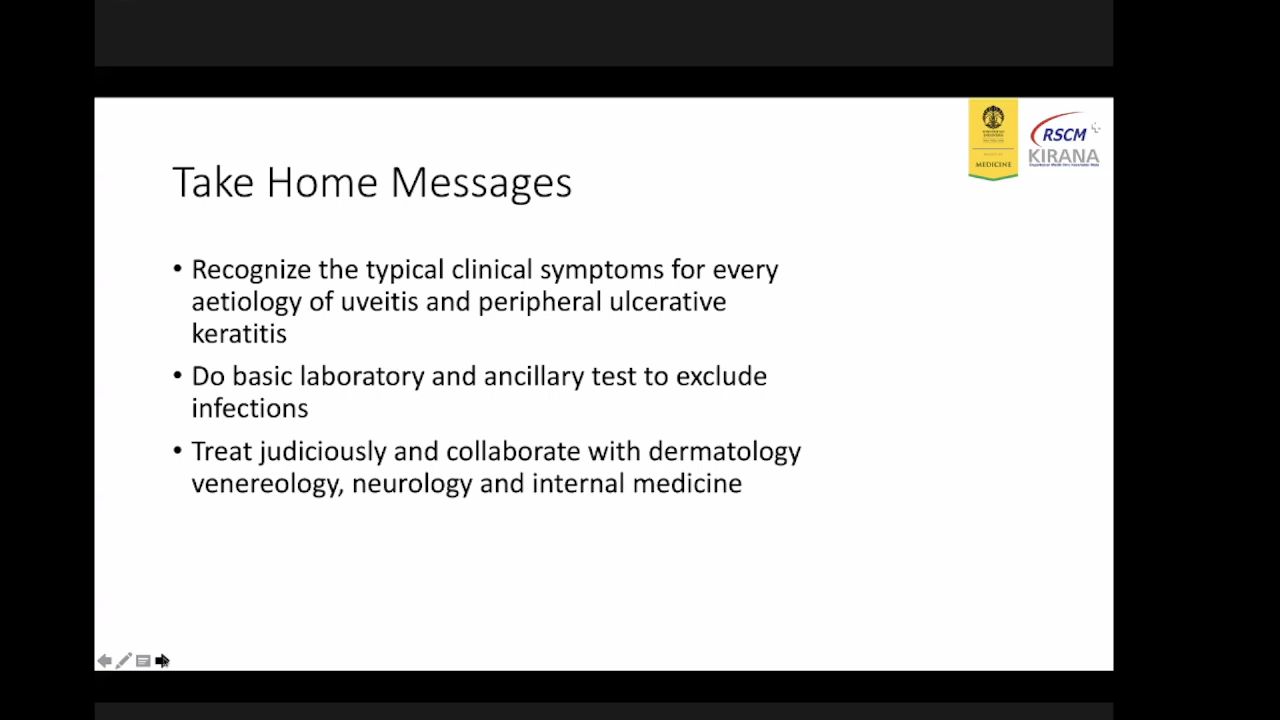 MEDICINE
RSCM
KIRANA
Take Home Messages
• Recognize the typical clinical symptoms for every
aetiology of uveitis and peripheral ulcerative
keratitis
• Do basic laboratory and ancillary test to exclude
infections
• Treat judiciously and collaborate with dermatology
venereology, neurology and internal medicine